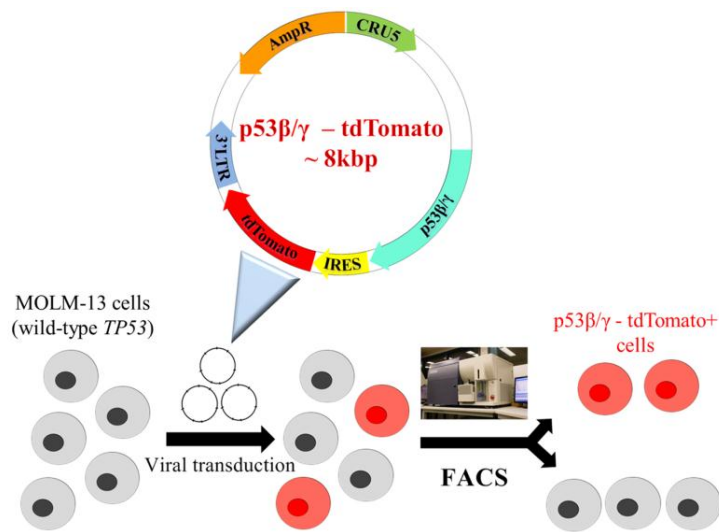 AmpR
CRU5
p53β/γ – tdTomato
~ 8kbp
3'LTR
p53β/γ
tdTomato
IRES
MOLM-13 cells
(wild-type TP53)
p53β/γ - tdTomato+
cells
Viral transduction
FACS